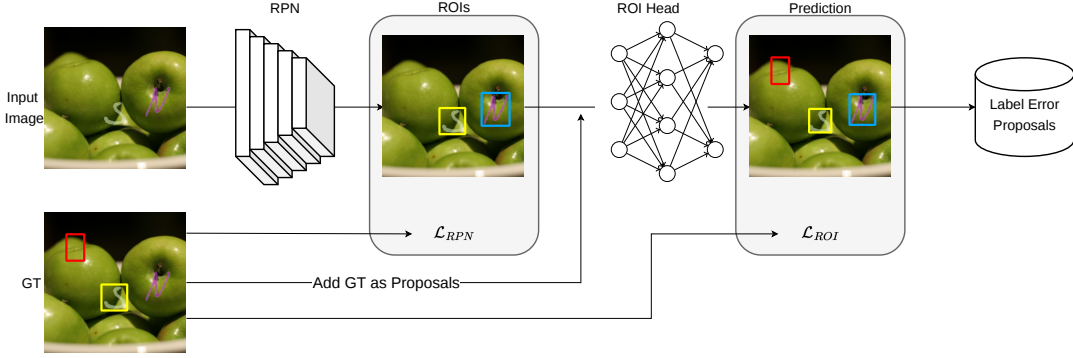 RPN
ROIs
ROI Head
Prediction
Input
Image
Label Error
Proposals
GT
ℒ_RPN
ℒ_ROI
Add GT as Proposals